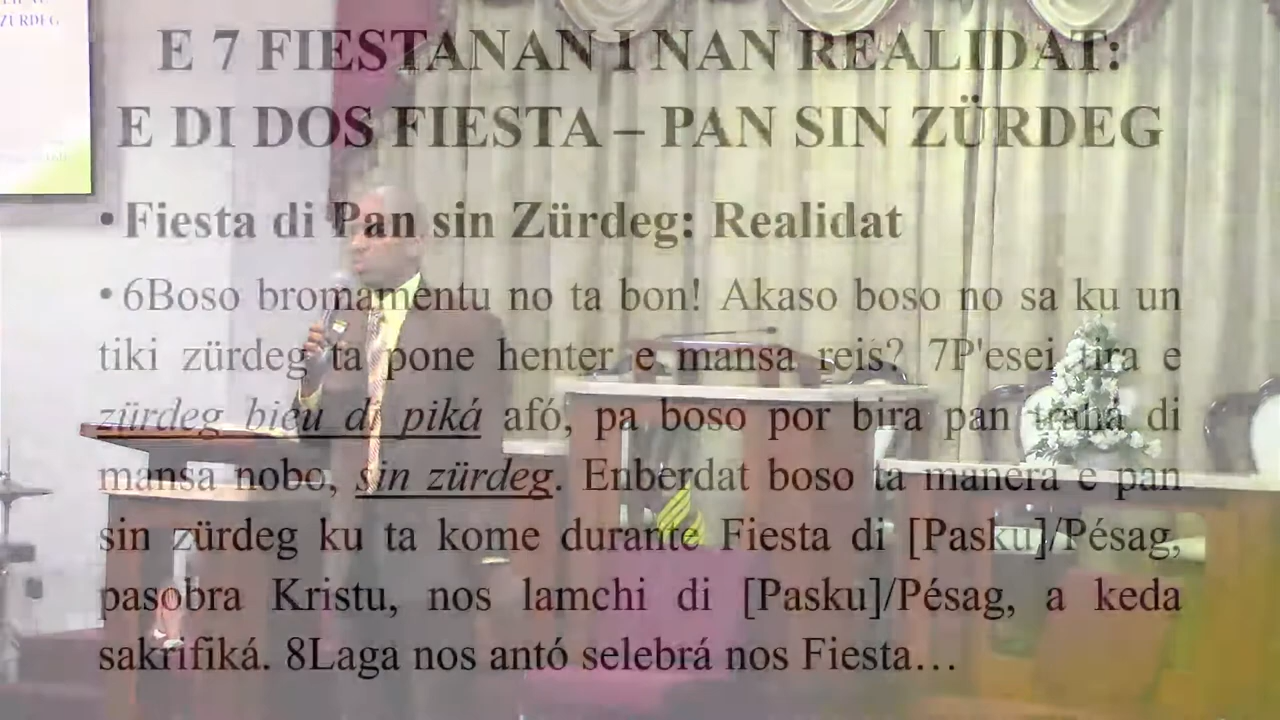 ZÜRDEG
E 7 FIESTANAN I NAN REALIDAT:
E DI DOS FIESTA – PAN SIN ZÜRDEG
• Fiesta di Pan sin Zürdeg: Realidat
• 6Boso bromamentu no ta bon! Akaso boso no sa ku un
tiki zürdeg ta pone henter e mansa reis? 7P'esei tira e
zürdeg bieu di piká afó, pa boso por bira pan trahá di
mansa nobo, sin zürdeg. Enberdat boso ta manera e pan
sin zürdeg ku ta kome durante Fiesta di [Pasku]/Pésag,
pasobra Kristu, nos lamchi di [Pasku]/Pésag, a keda
sakrifiká. 8Laga nos antó selebrá nos Fiesta…